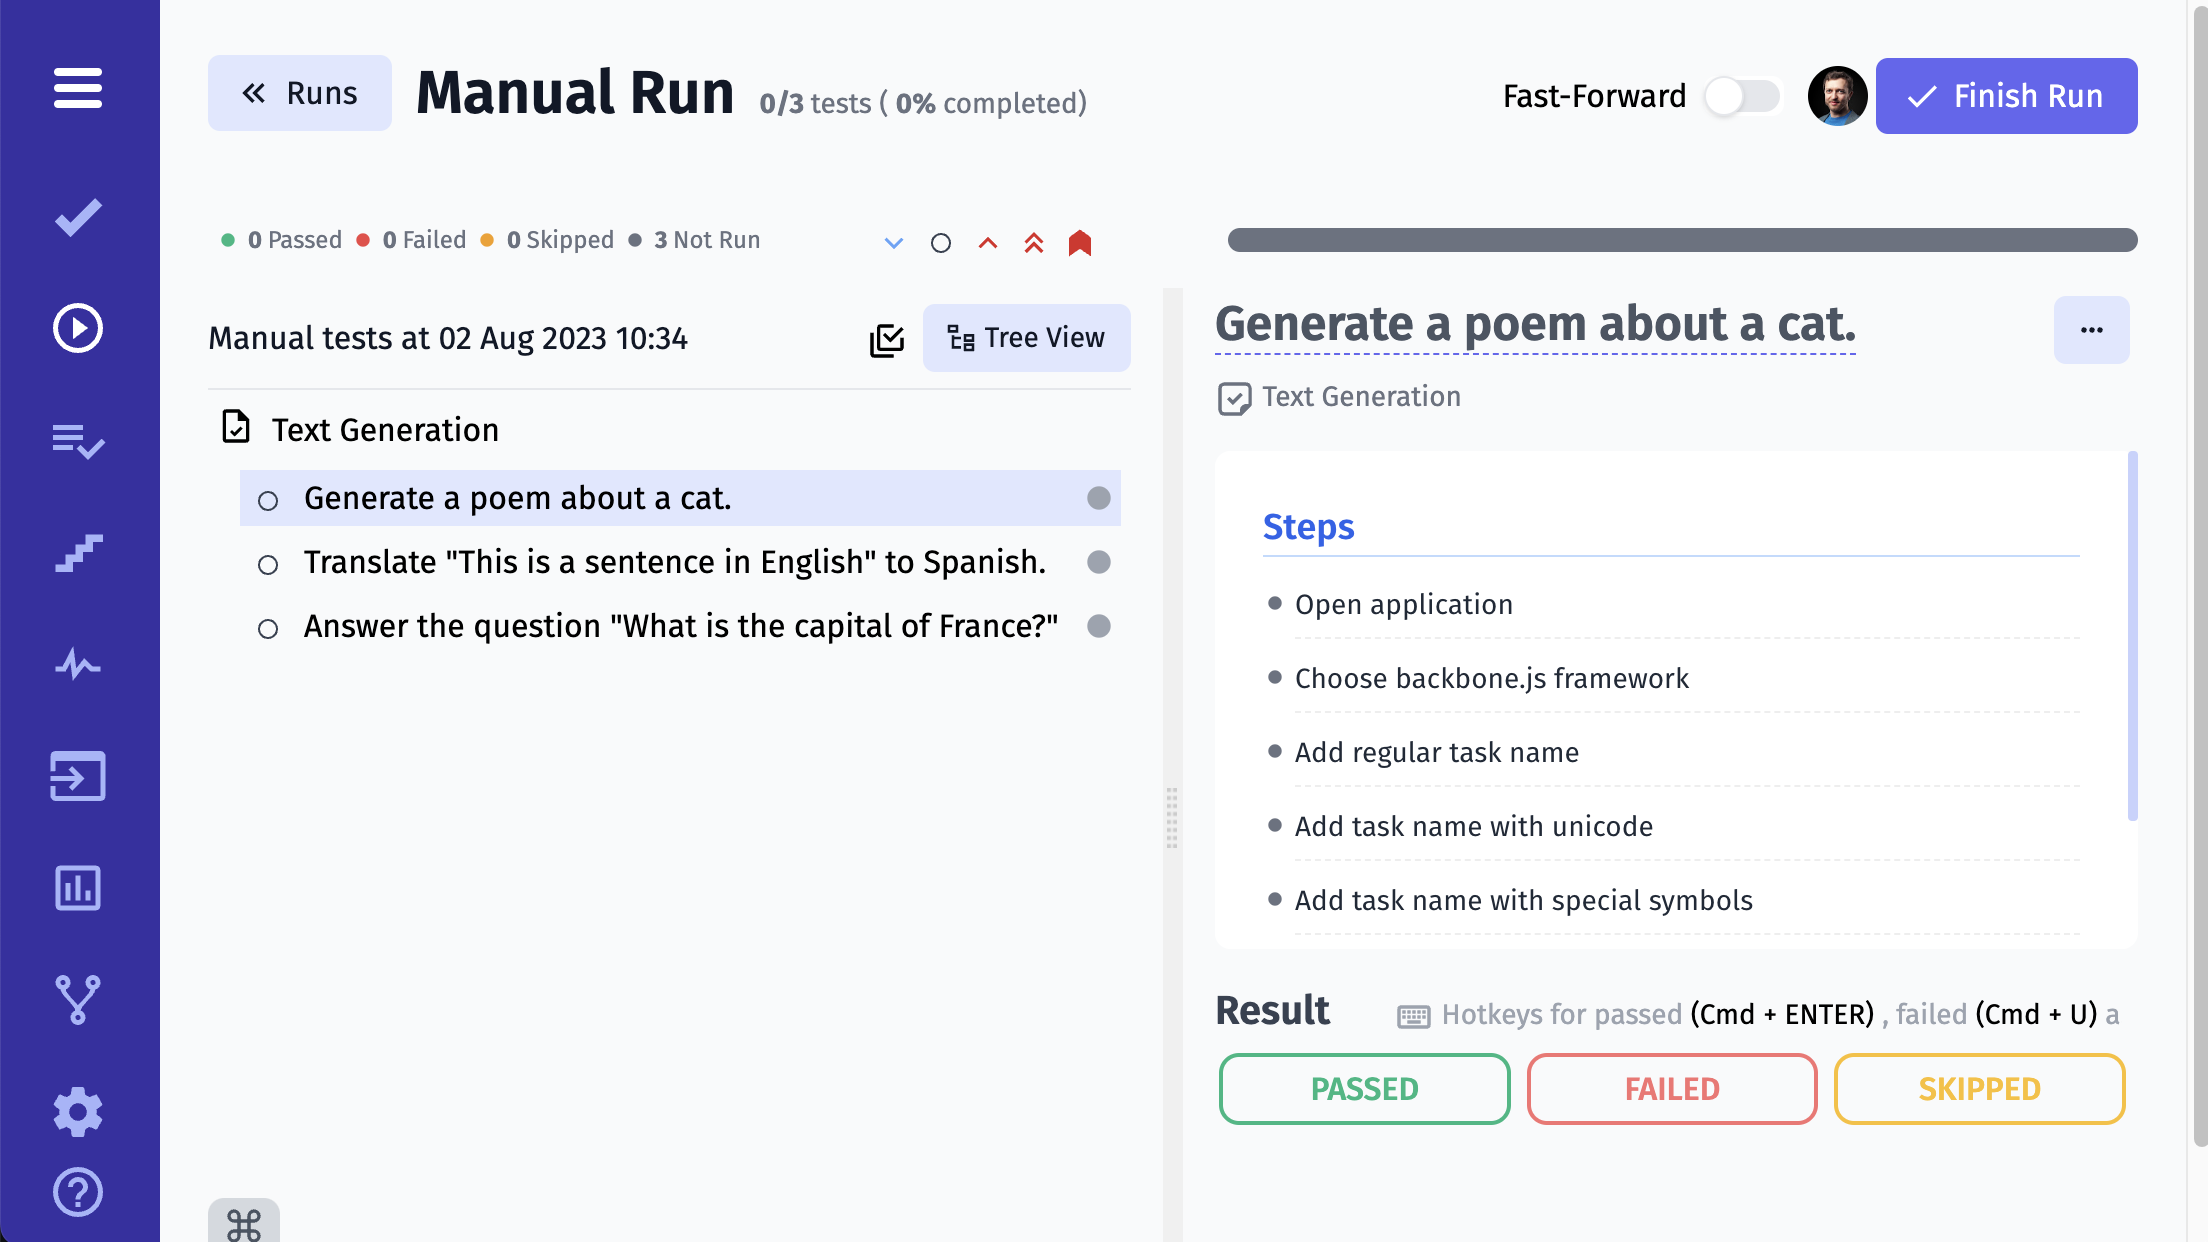 Runs
Manual Run 0/3 tests ( 0% completed)
Fast-Forward
Finish Run
0 Passed 0 Failed 0 Skipped 3 Not Run
Manual tests at 02 Aug 2023 10:34
Tree View
Text Generation
Generate a poem about a cat.
Translate "This is a sentence in English" to Spanish.
Answer the question "What is the capital of France?"
Generate a poem about a cat.
...
Text Generation
Steps
Open application
Choose backbone.js framework
Add regular task name
Add task name with unicode
Add task name with special symbols
Result
Hotkeys for passed (Cmd + ENTER) , failed (Cmd + U) a
PASSED
FAILED
SKIPPED